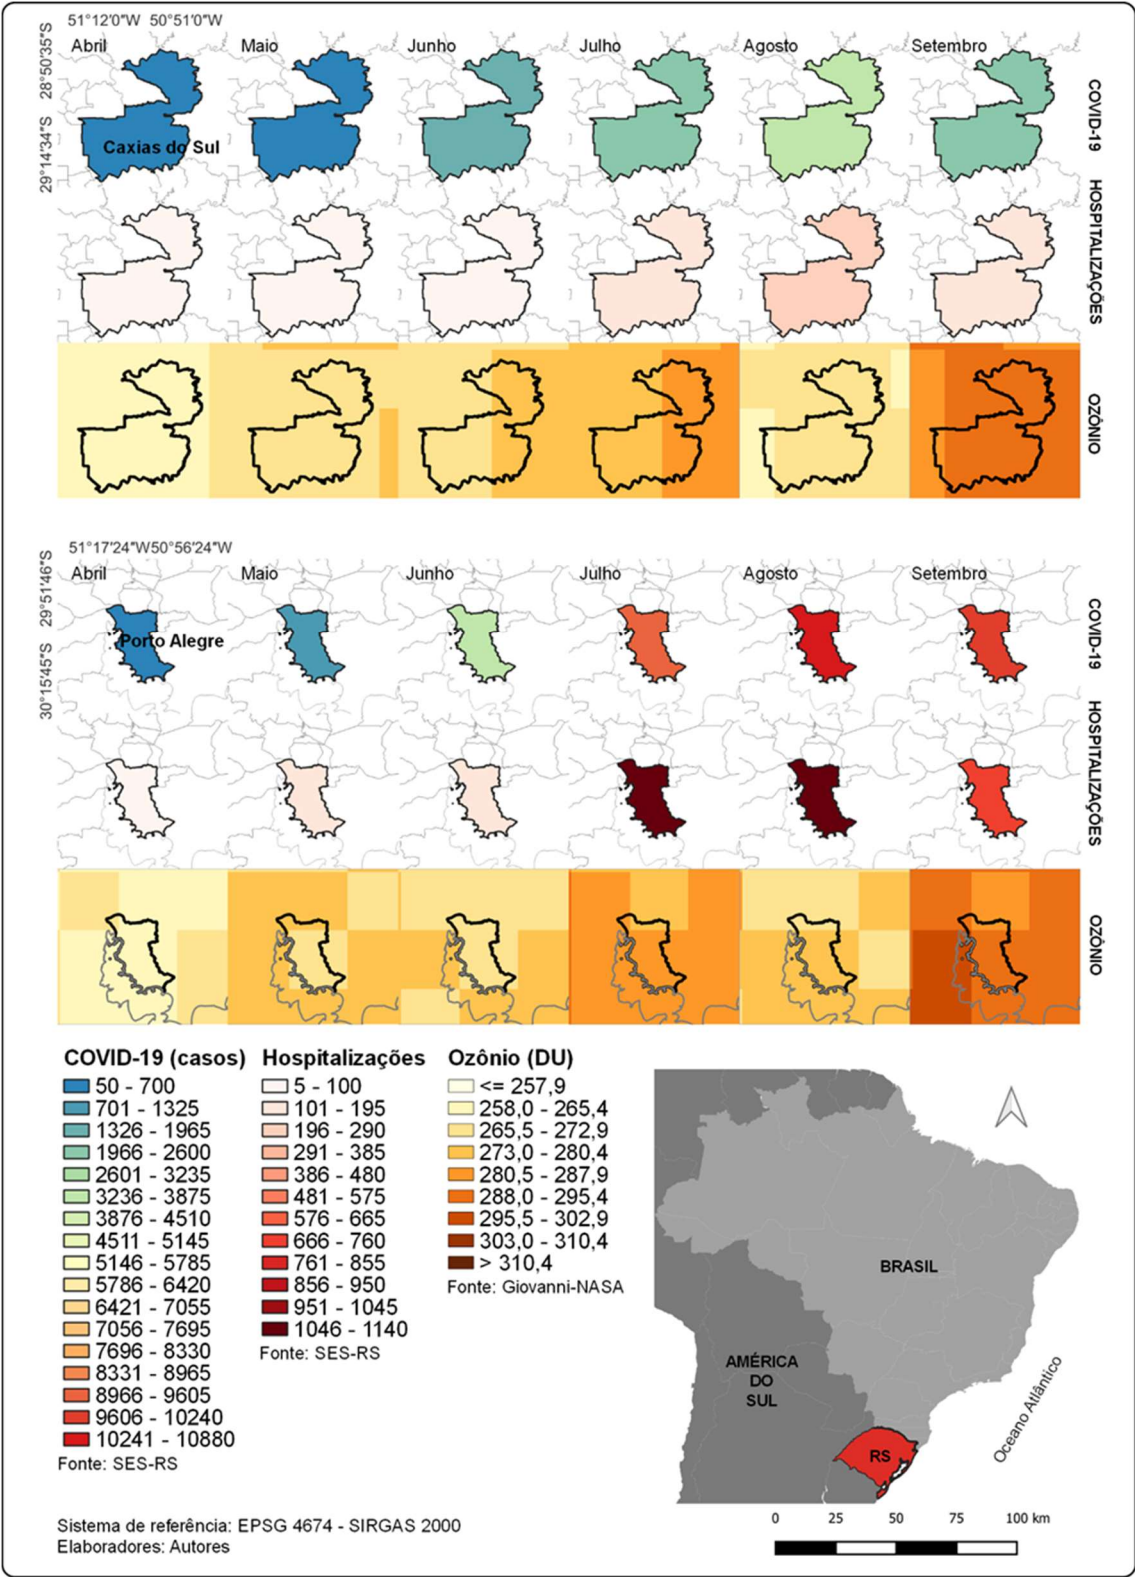 51°12'0"W 50°51'0"W
28°50'35"S
29°14'34"S
Abril
Maio
Junho
Julho
Agosto
Setembro
Caxias do Sul
COVID-19
HOSPITALIZAÇÕES
OZÔNIO
51°17'24"W50°56'24"W
29°51'46"S
30°15'45"S
Abril
Maio
Junho
Julho
Agosto
Setembro
Porto Alegre
COVID-19
HOSPITALIZAÇÕES
OZÔNIO
COVID-19 (casos)
50 - 700
701 - 1325
1326 - 1965
1966 - 2600
2601 - 3235
3236 - 3875
3876 - 4510
4511 - 5145
5146 - 5785
5786 - 6420
6421 - 7055
7056 - 7695
7696 - 8330
8331 - 8965
8966 - 9605
9606 - 10240
10241 - 10880
Fonte: SES-RS
Hospitalizações
5 - 100
101 - 195
196 - 290
291 - 385
386 - 480
481 - 575
576 - 665
666 - 760
761 - 855
856 - 950
951 - 1045
1046 - 1140
Fonte: SES-RS
Ozônio (DU)
<= 257,9
258,0 - 265,4
265,5 - 272,9
273,0 - 280,4
280,5 - 287,9
288,0 - 295,4
295,5 - 302,9
303,0 - 310,4
> 310,4
Fonte: Giovanni-NASA
BRASIL
AMÉRICA
DO
SUL
RS
Oceano Atlântico
0 25 50 75 100 km
Sistema de referência: EPSG 4674 - SIRGAS 2000
Elaboradores: Autores